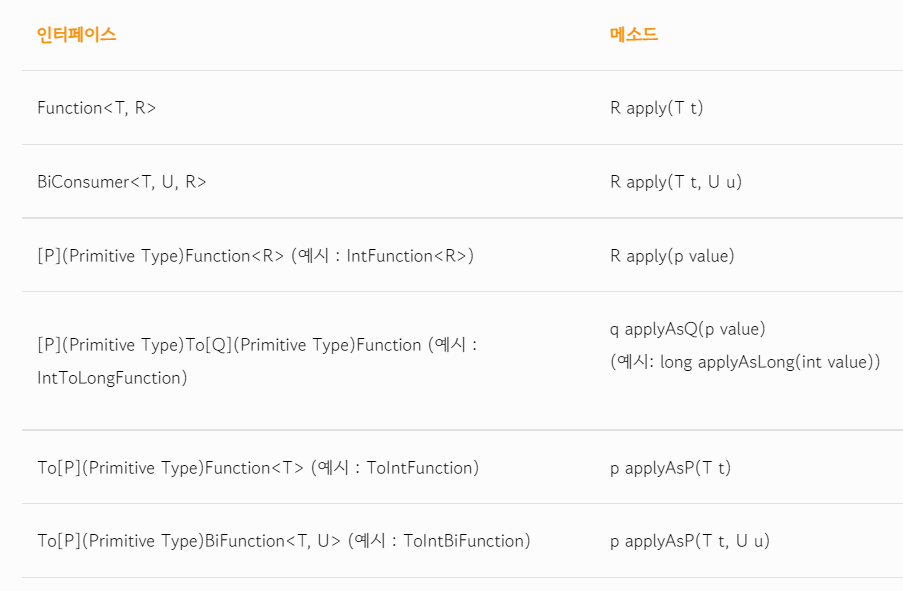 인터페이스 메소드
Function<T, R> R apply(T t)
BiConsumer<T, U, R> R apply(T t, U u)
[P](Primitive Type)Function<R> (예시 : IntFunction<R>) R apply(p value)
[P](Primitive Type)To[Q](Primitive Type)Function (예시 :
IntToLongFunction)
q applyAsQ(p value)
(예시: long applyAsLong(int value))
To[P](Primitive Type)Function<T> (예시 : ToIntFunction) p applyAsP(T t)
To[P](Primitive Type)BiFunction<T, U> (예시 : ToIntBiFunction) p applyAsP(T t, U u)